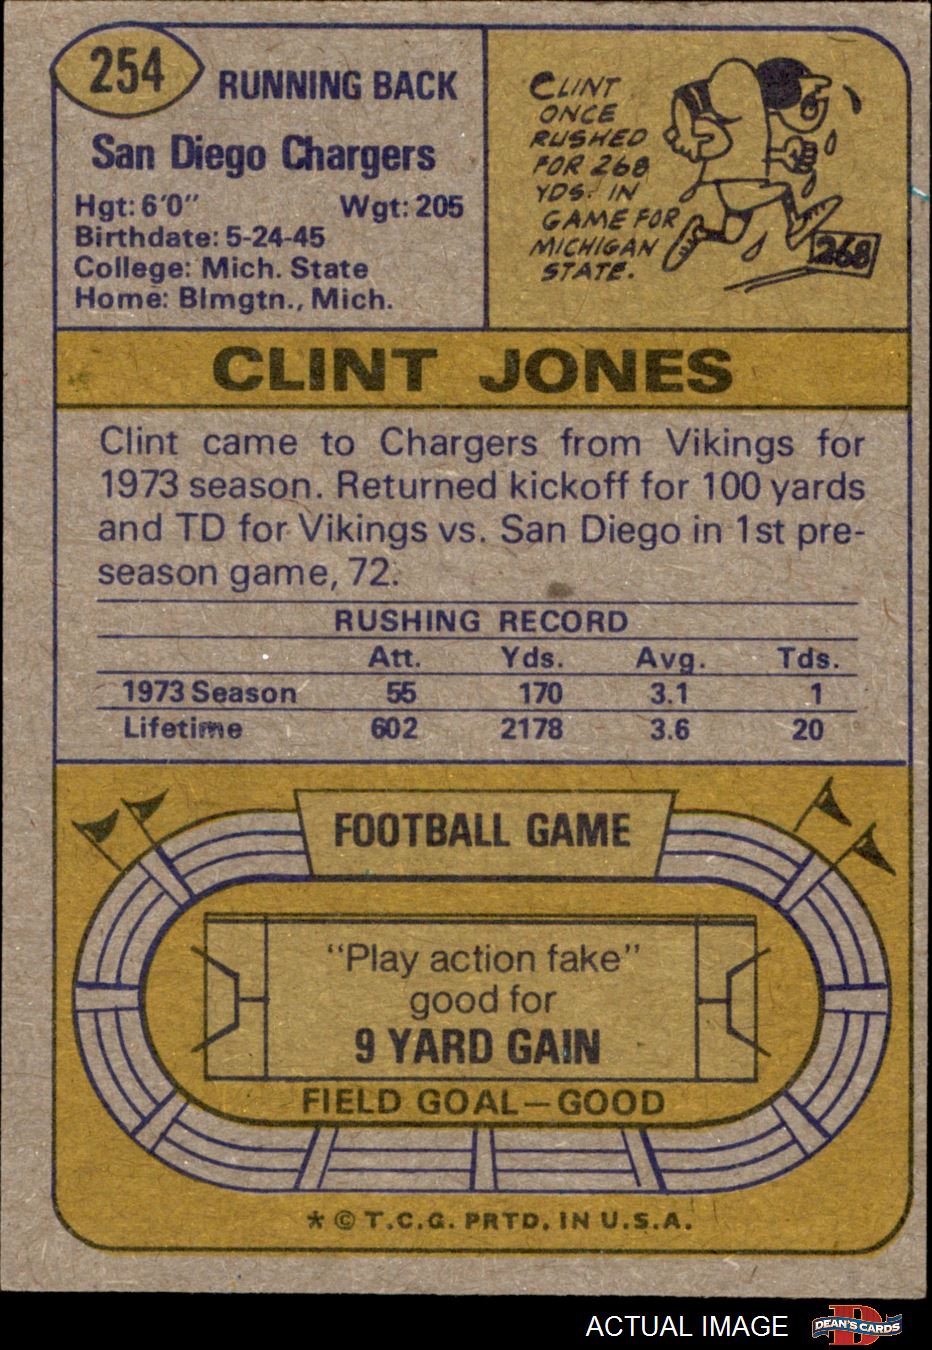 254
RUNNING BACK
San Diego Chargers
Hgt: 6'0" Wgt: 205
Birthdate: 5-24-45
College: Mich. State
Home: Blmgtn., Mich.
CLINT
ONCE
RUSHED
FOR 268
YDS. IN
GAME FOR
MICHIGAN
STATE.
268
CLINT JONES
Clint came to Chargers from Vikings for
1973 season. Returned kickoff for 100 yards
and TD for Vikings vs. San Diego in 1st pre-
season game, 72.
RUSHING RECORD
Att. Yds. Avg. Tds.
1973 Season 55 170 3.1 1
Lifetime 602 2178 3.6 20
FOOTBALL GAME
"Play action fake"
good for
9 YARD GAIN
FIELD GOAL—GOOD
* © T.C.G. PRTD. IN U.S.A.
ACTUAL IMAGE
DEAN'S CARDS